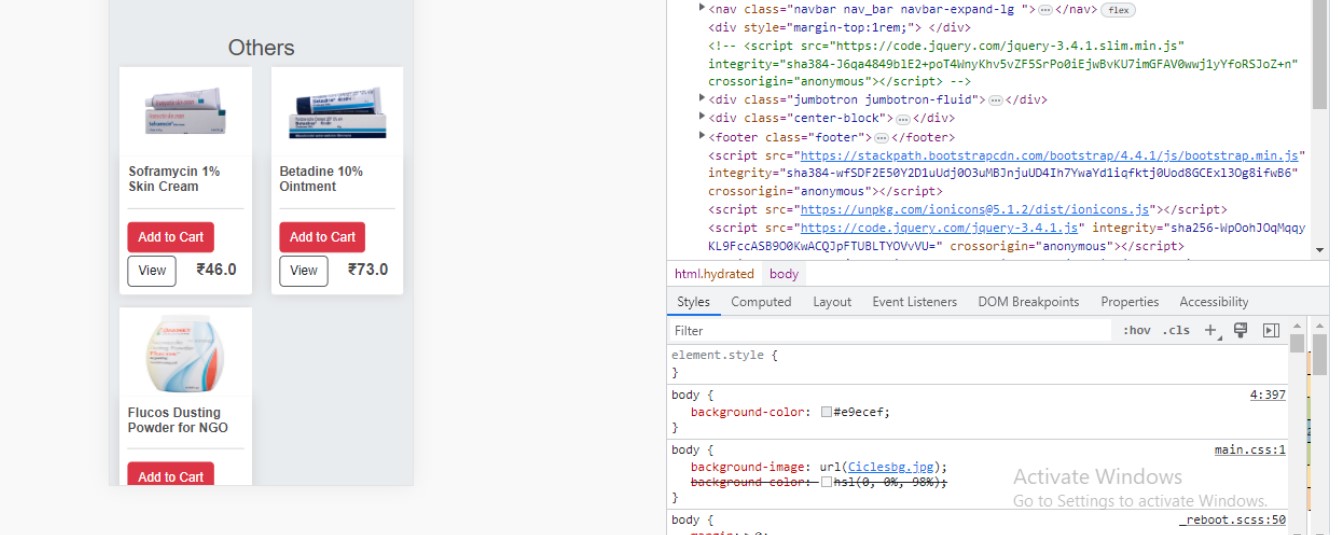 Others
Soframycin 1%
Skin Cream
Add to Cart
View
₹46.0
Betadine 10%
Ointment
Add to Cart
View
₹73.0
Flucos Dusting
Powder for NGO
Add to Cart
<nav class="navbar nav_bar navbar-expand-lg ">…</nav> flex
<div style="margin-top:1rem;"> </div>
<!-- <script src="https://code.jquery.com/jquery-3.4.1.slim.min.js"
integrity="sha384-J6qa4849blE2+poT4WnyKhv5vZF5SrPo0iEjwBvKU7imGFAV0wwj1yYfoRSJoZ+n"
crossorigin="anonymous"></script> -->
<div class="jumbotron jumbotron-fluid">…</div>
<div class="center-block">…</div>
<footer class="footer">…</footer>
<script src="https://stackpath.bootstrapcdn.com/bootstrap/4.4.1/js/bootstrap.min.js"
integrity="sha384-wfSDF2E50Y2D1uUdj0O3uMBJnjuUD4Ih7YwaYd1iqfktj0Uod8GCExl3Og8ifwB6"
crossorigin="anonymous"></script>
<script src="https://unpkg.com/ionicons@5.1.2/dist/ionicons.js"></script>
<script src="https://code.jquery.com/jquery-3.4.1.js" integrity="sha256-WpOohJOqMqqy
KL9FccASB9O0KwACQJpFTUBLTYOVvVU=" crossorigin="anonymous"></script>
html.hydrated body
Styles Computed Layout Event Listeners DOM Breakpoints Properties Accessibility
Filter :hov .cls +
element.style {
}
body { 4:397
background-color: #e9ecef;
}
body { main.css:1
background-image: url(Ciclesbg.jpg);
background-color: hsl(0, 0%, 98%);
}
Activate Windows
Go to Settings to activate Windows.
body { _reboot.scss:50
margin: 0;